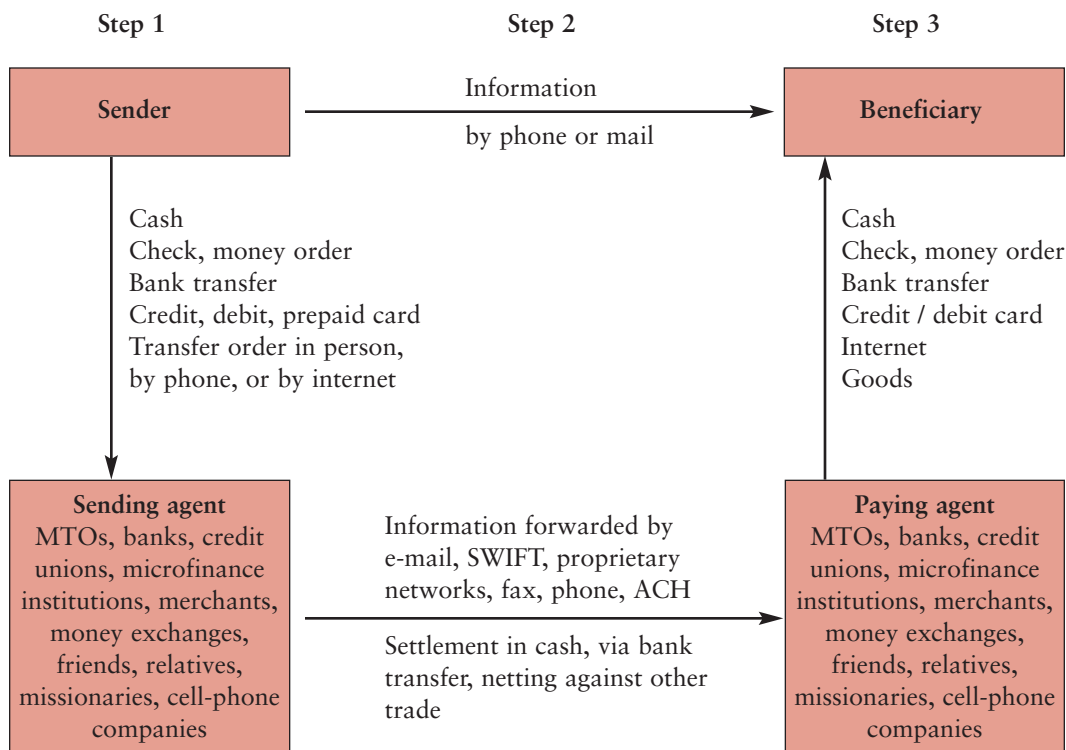 Step 1
Step 2
Step 3
Sender
Information
by phone or mail
Beneficiary
Cash
Check, money order
Bank transfer
Credit, debit, prepaid card
Transfer order in person,
by phone, or by internet
Cash
Check, money order
Bank transfer
Credit / debit card
Internet
Goods
Sending agent
MTOs, banks, credit
unions, microfinance
institutions, merchants,
money exchanges,
friends, relatives,
missionaries, cell-phone
companies
Information forwarded by
e-mail, SWIFT, proprietary
networks, fax, phone, ACH
Settlement in cash, via bank
transfer, netting against other
trade
Paying agent
MTOs, banks, credit
unions, microfinance
institutions, merchants,
money exchanges,
friends, relatives,
missionaries, cell-phone
companies